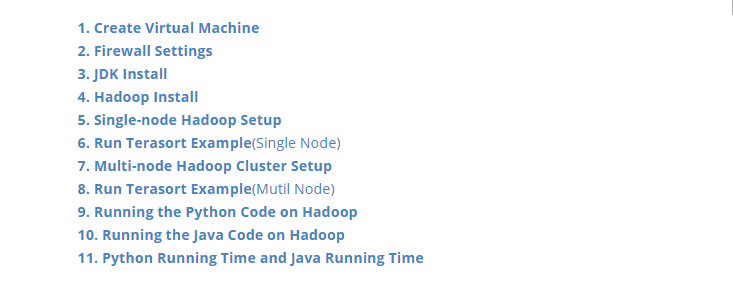 1. Create Virtual Machine
2. Firewall Settings
3. JDK Install
4. Hadoop Install
5. Single-node Hadoop Setup
6. Run Terasort Example(Single Node)
7. Multi-node Hadoop Cluster Setup
8. Run Terasort Example(Mutil Node)
9. Running the Python Code on Hadoop
10. Running the Java Code on Hadoop
11. Python Running Time and Java Running Time